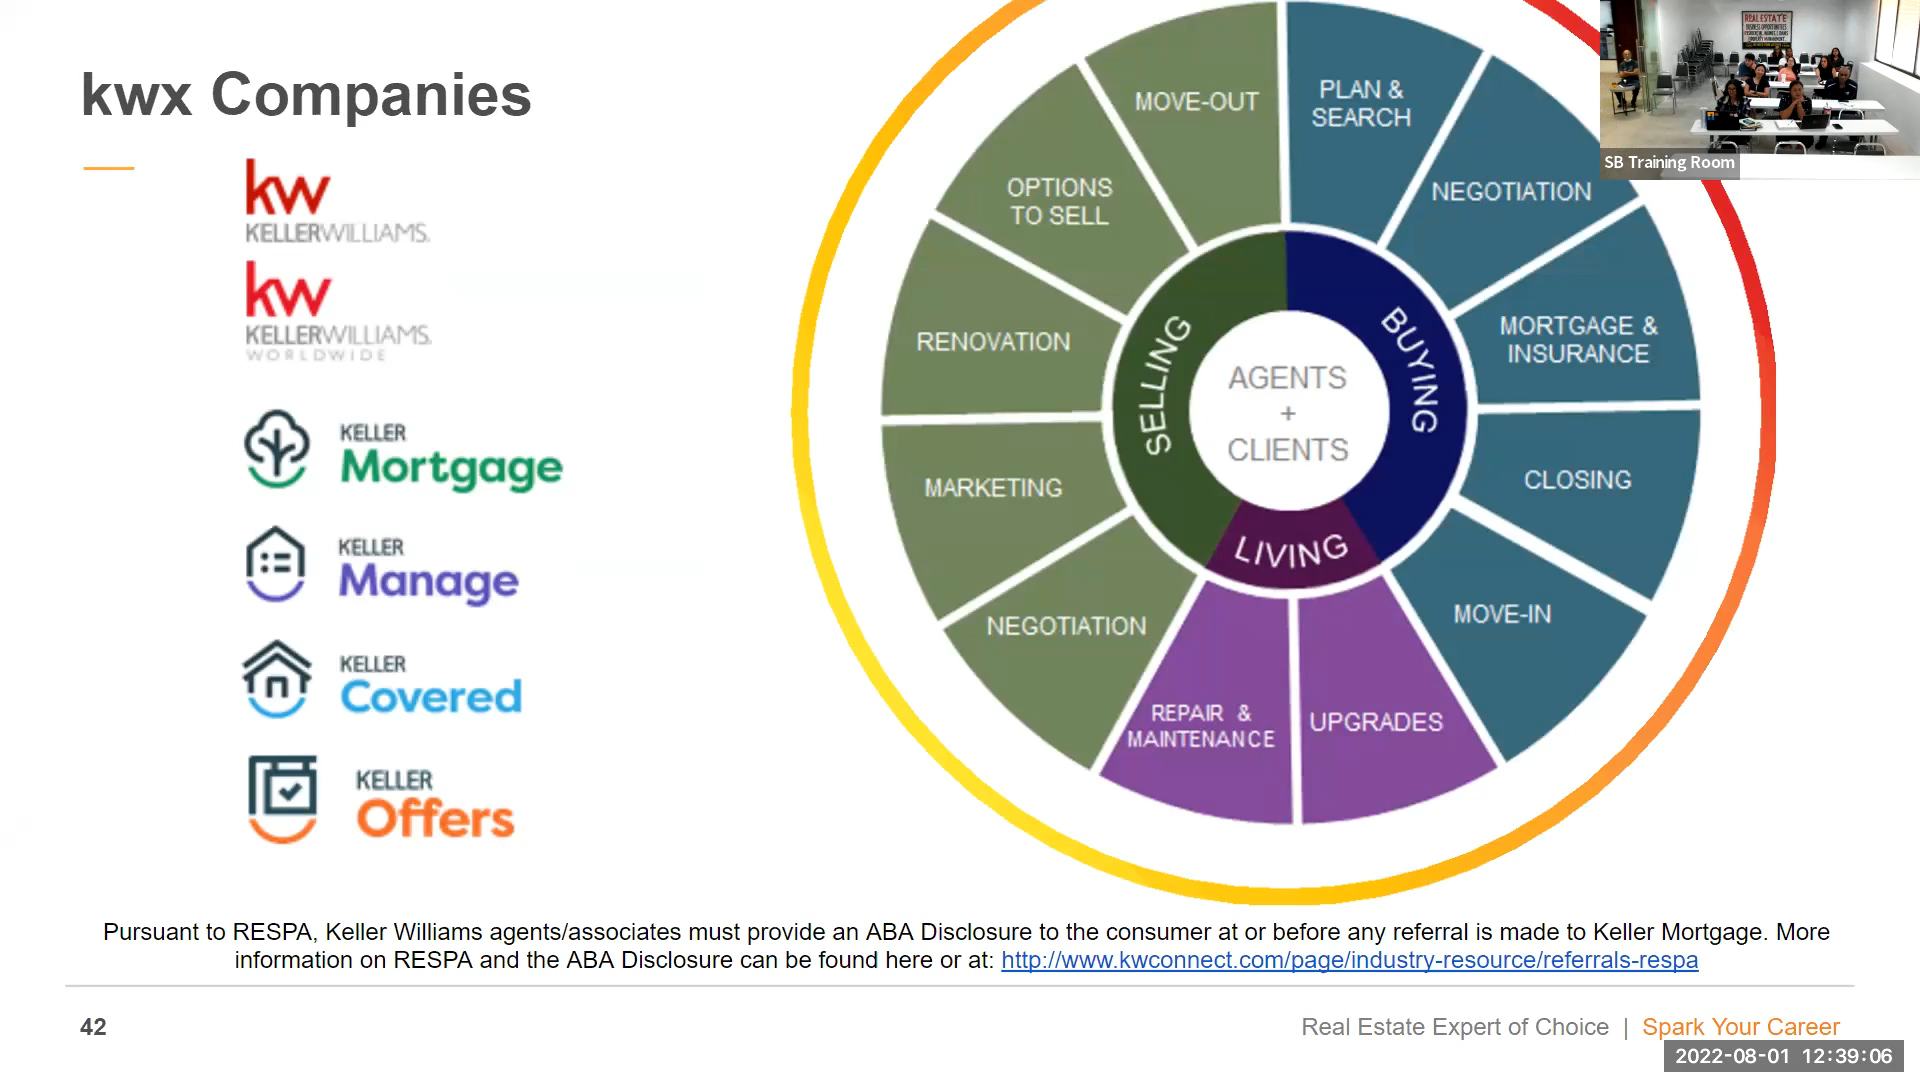 kwx Companies
kw
KELLERWILLIAMS.
kw
KELLERWILLIAMS.
WORLDWIDE
KELLER
Mortgage
KELLER
Manage
KELLER
Covered
KELLER
Offers
MOVE-OUT
PLAN &
SEARCH
NEGOTIATION
MORTGAGE &
INSURANCE
CLOSING
MOVE-IN
UPGRADES
REPAIR &
MAINTENANCE
NEGOTIATION
MARKETING
RENOVATION
OPTIONS
TO SELL
SELLING
BUYING
LIVING
AGENTS
+
CLIENTS
REAL ESTATE
SB Training Room
Pursuant to RESPA, Keller Williams agents/associates must provide an ABA Disclosure to the consumer at or before any referral is made to Keller Mortgage. More
information on RESPA and the ABA Disclosure can be found here or at: http://www.kwconnect.com/page/industry-resource/referrals-respa
42
Real Estate Expert of Choice | Spark Your Career
2022-08-01 12:39:06